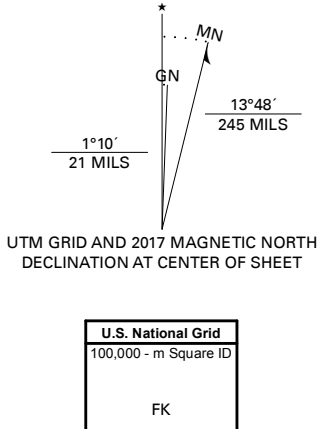 ★
MN
GN
13°48´
245 MILS
1°10´
21 MILS
UTM GRID AND 2017 MAGNETIC NORTH
DECLINATION AT CENTER OF SHEET
U.S. National Grid
100,000 - m Square ID
FK